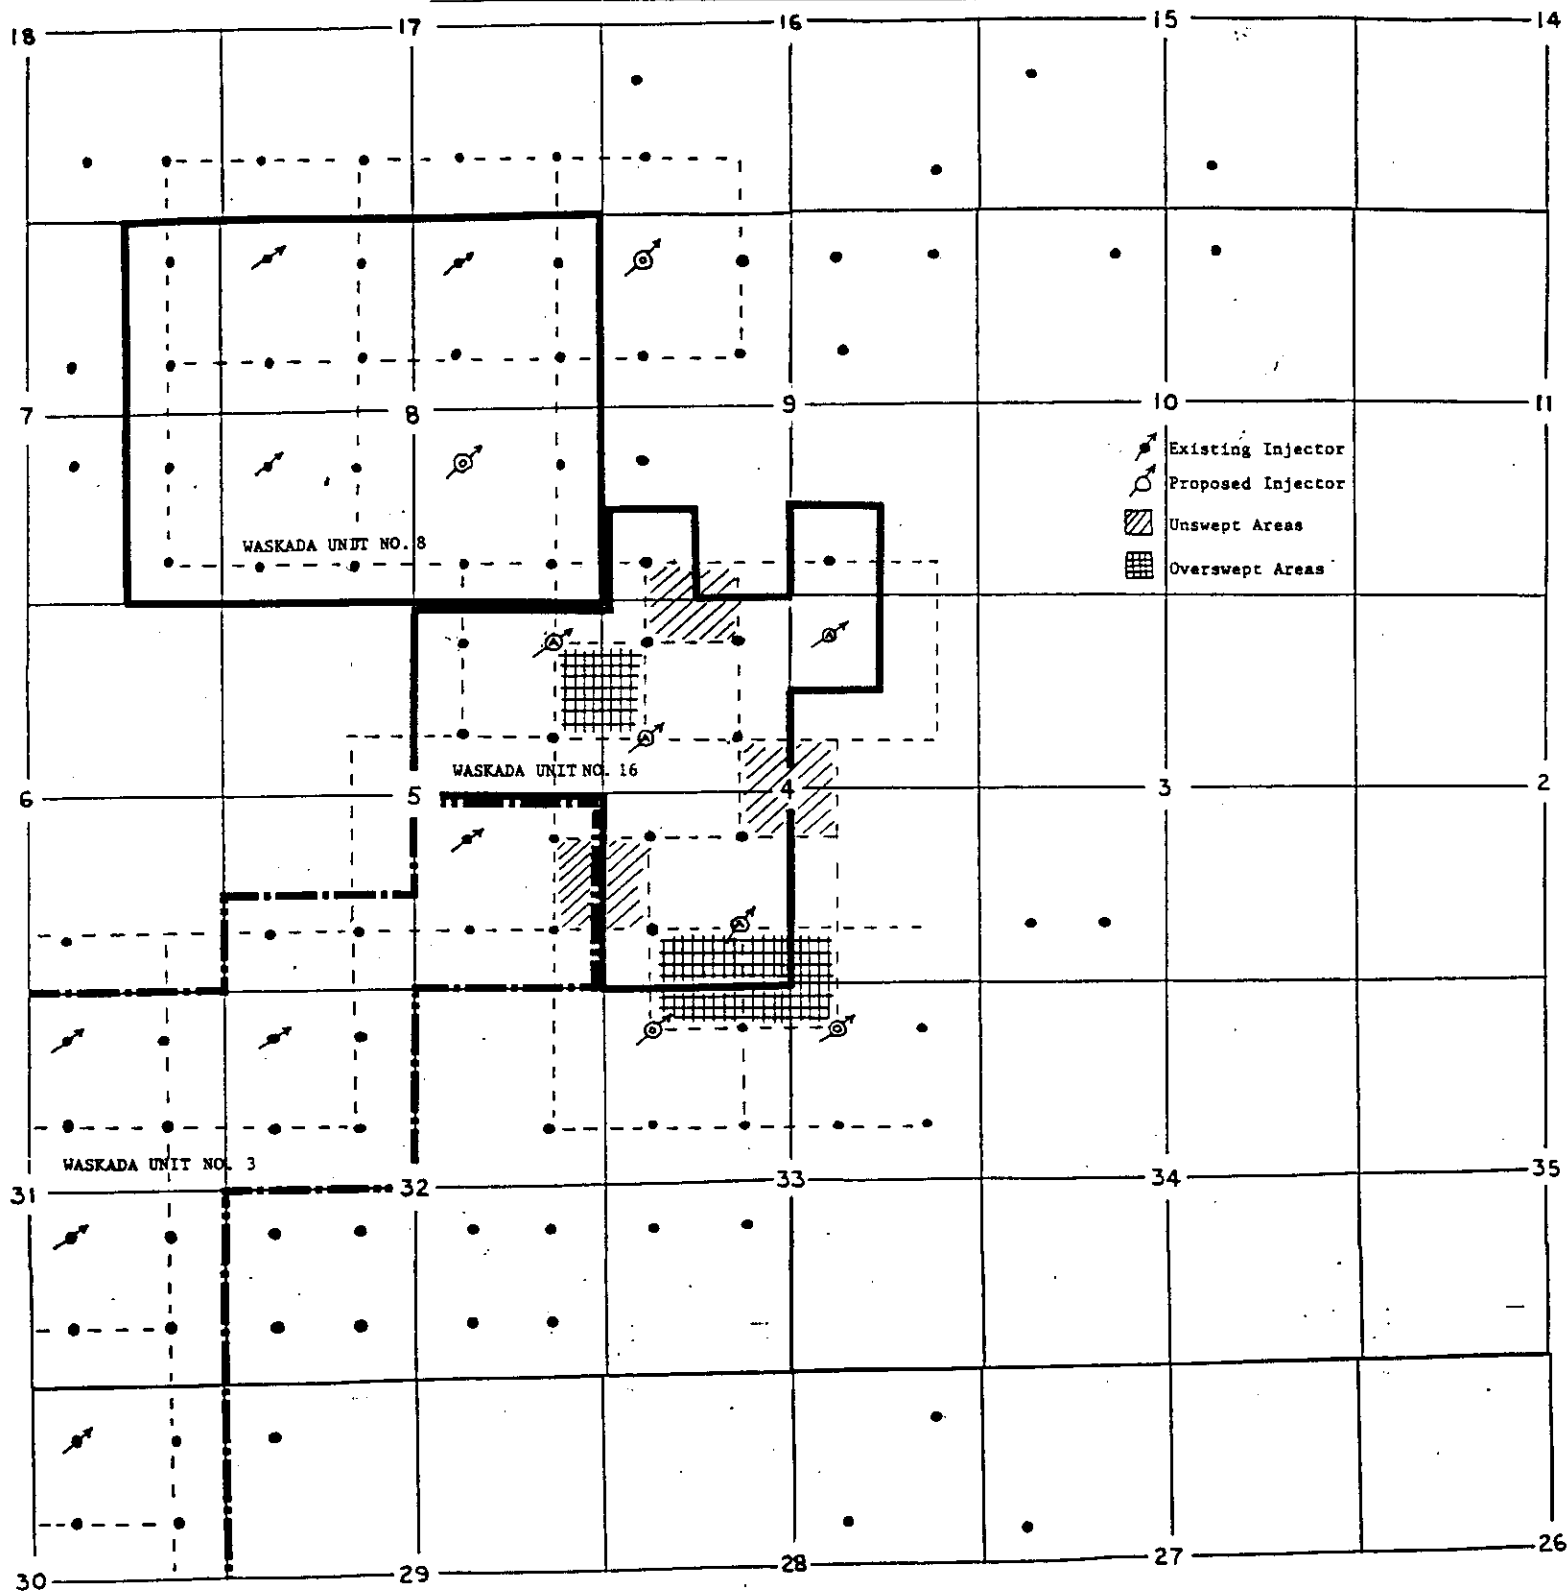 18 17 16 15 14
7 8 9 10 11
Existing Injector
Proposed Injector
Unswept Areas
Overswept Areas
WASKADA UNIT NO. 8
WASKADA UNIT NO. 16
6 5 4 3 2
WASKADA UNIT NO. 3
31 32 33 34 35
30 29 28 27 26